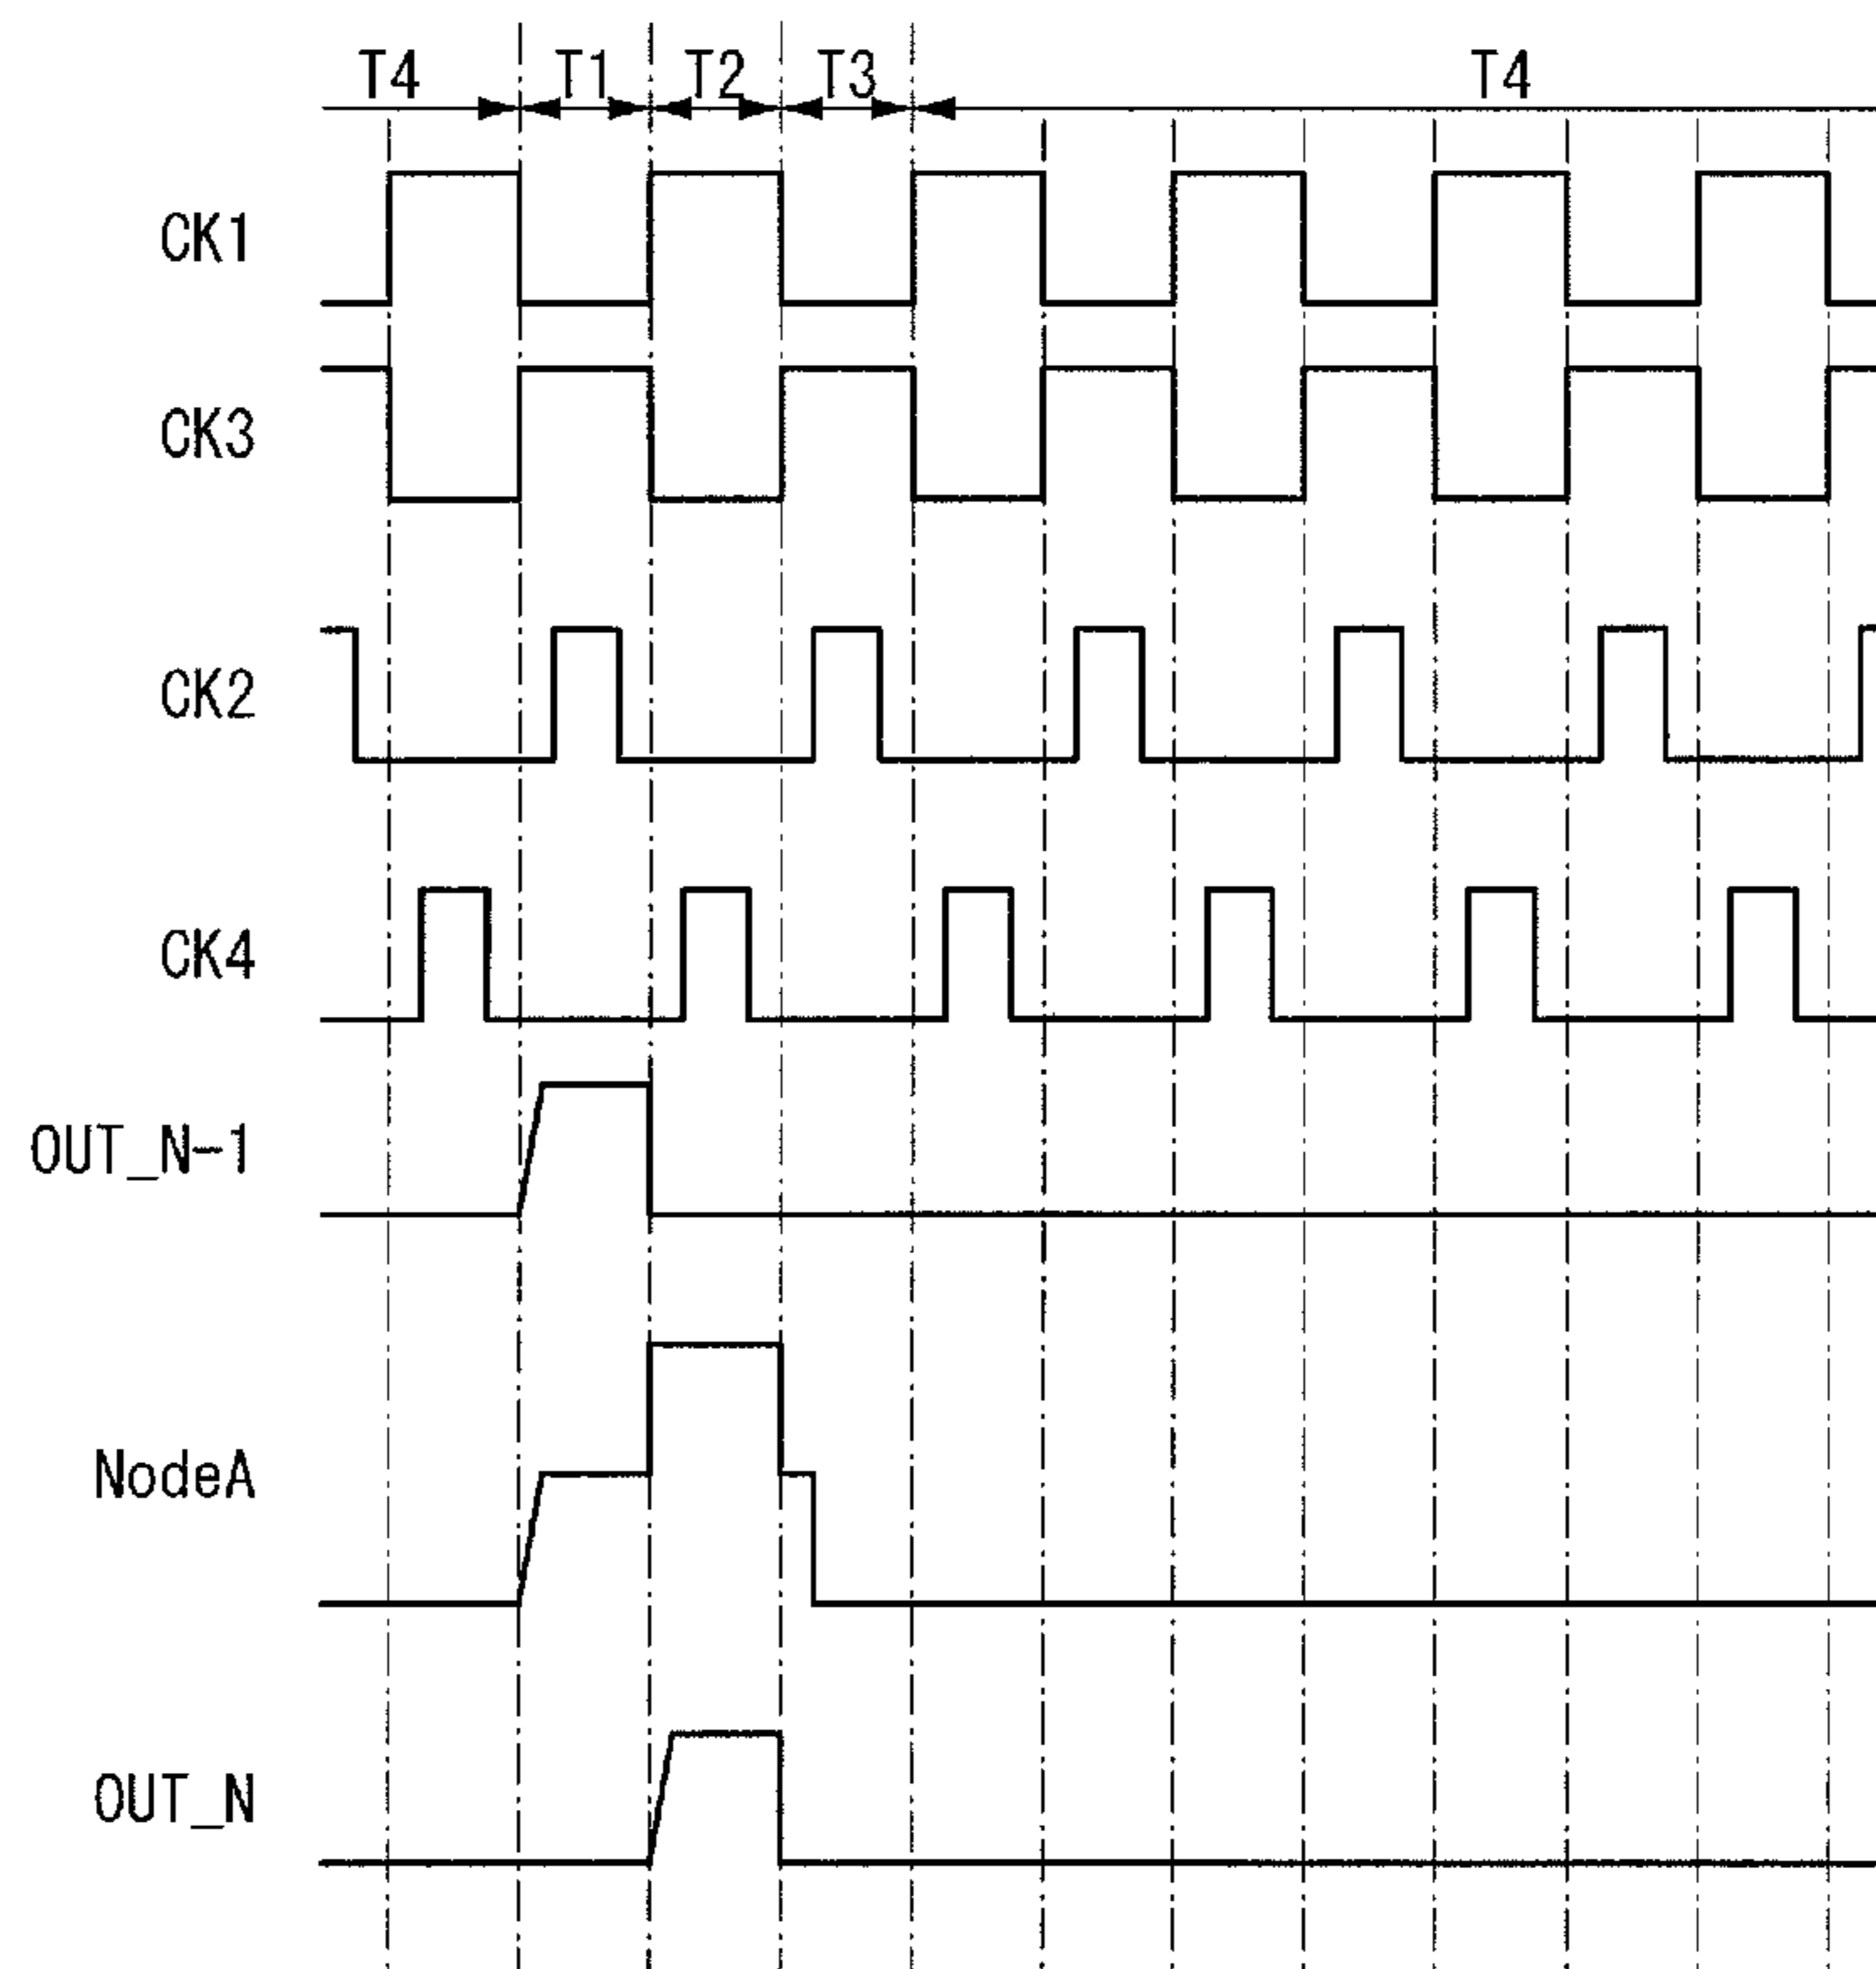 T4 T1 T2 T3 T4
CK1
CK3
CK2
CK4
OUT_N-1
NodeA
OUT_N